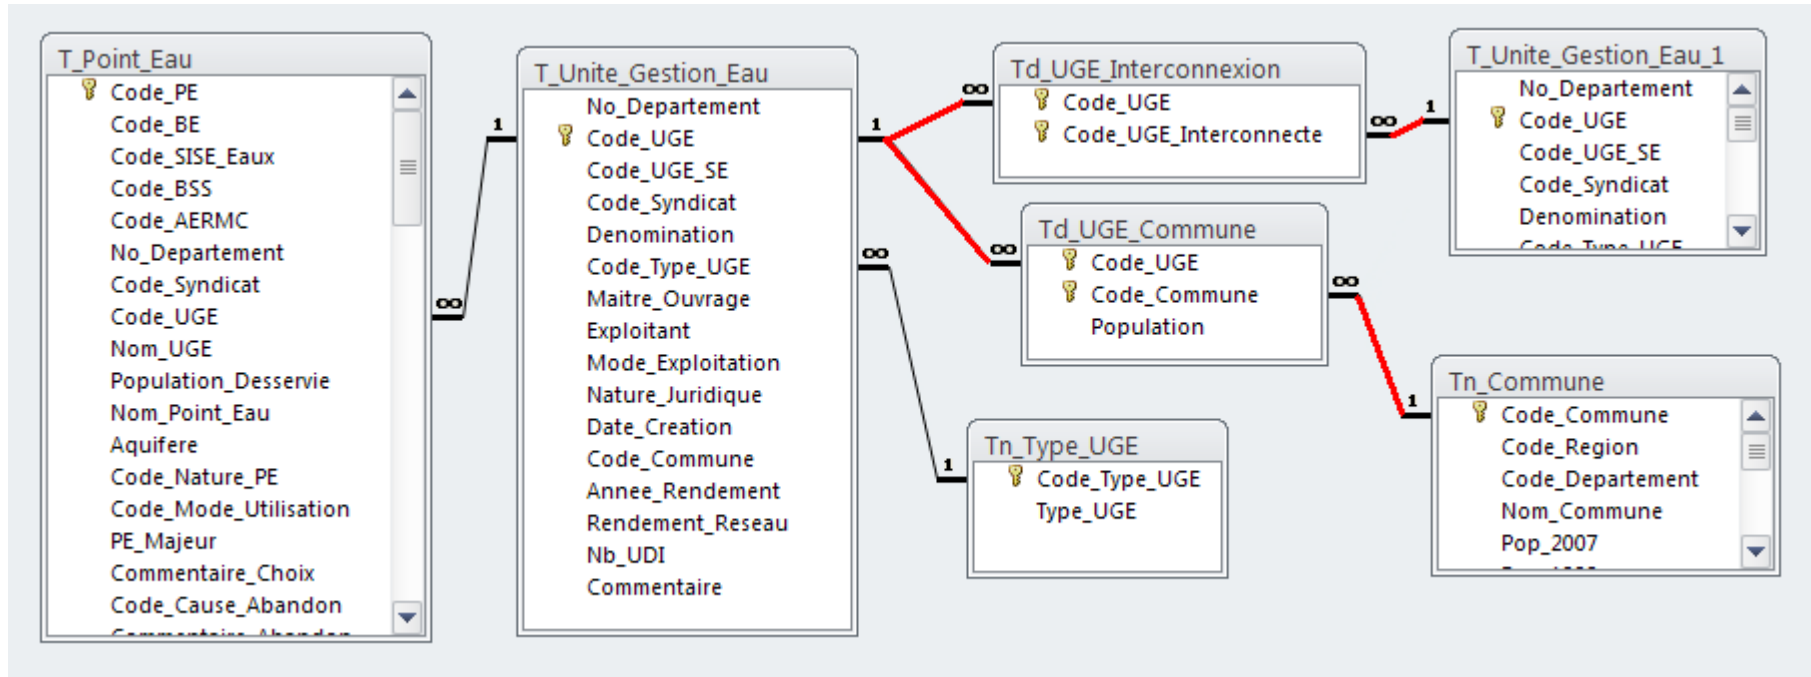 T_Point_Eau
Code_PE
Code_BE
Code_SISE_Eaux
Code_BSS
Code_AERMC
No_Departement
Code_Syndicat
Code_UGE
Nom_UGE
Population_Desservie
Nom_Point_Eau
Aquifere
Code_Nature_PE
Code_Mode_Utilisation
PE_Majeur
Commentaire_Choix
Code_Cause_Abandon
Commentaire_Abandon
∞
1
T_Unite_Gestion_Eau
No_Departement
Code_UGE
Code_UGE_SE
Code_Syndicat
Denomination
Code_Type_UGE
Maitre_Ouvrage
Exploitant
Mode_Exploitation
Nature_Juridique
Date_Creation
Code_Commune
Annee_Rendement
Rendement_Reseau
Nb_UDI
Commentaire
1
∞
∞
∞
1
Td_UGE_Interconnexion
Code_UGE
Code_UGE_Interconnecte
∞
1
Td_UGE_Commune
Code_UGE
Code_Commune
Population
∞
1
Tn_Type_UGE
Code_Type_UGE
Type_UGE
T_Unite_Gestion_Eau_1
No_Departement
Code_UGE
Code_UGE_SE
Code_Syndicat
Denomination
Code_Type_UGE
Tn_Commune
Code_Commune
Code_Region
Code_Departement
Nom_Commune
Pop_2007